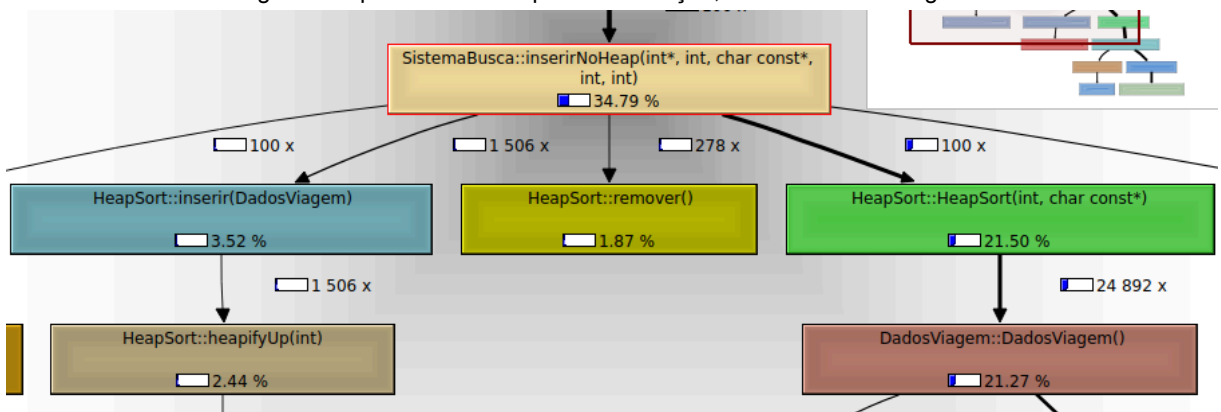 SistemaBusca::inserirNoHeap(int*, int, char const*,
int, int)
34.79 %
100 x
1 506 x
278 x
100 x
HeapSort::inserir(DadosViagem)
3.52 %
HeapSort::remover()
1.87 %
HeapSort::HeapSort(int, char const*)
21.50 %
1 506 x
24 892 x
HeapSort::heapifyUp(int)
2.44 %
DadosViagem::DadosViagem()
21.27 %